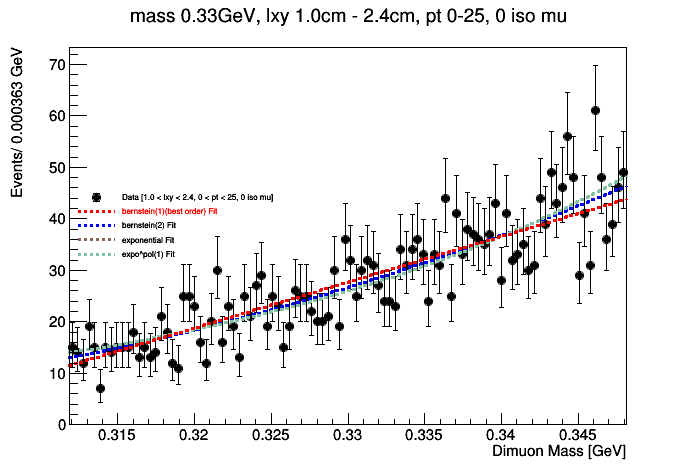 mass 0.33GeV, lxy 1.0cm - 2.4cm, pt 0-25, 0 iso mu
Events/ 0.000363 GeV
70
60
50
40
30
20
10
0
Data [1.0 < lxy < 2.4, 0 < pt < 25, 0 iso mu]
bernstein(1)(best order) Fit
bernstein(2) Fit
exponential Fit
expo*pol(1) Fit
0.315 0.32 0.325 0.33 0.335 0.34 0.345
Dimuon Mass [GeV]